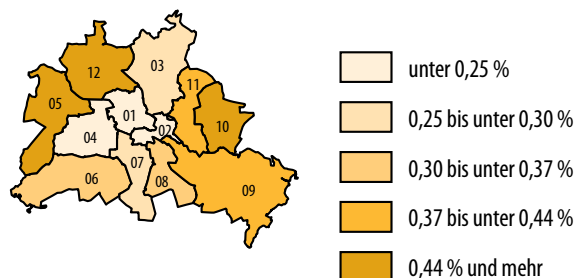 12
03
11
05
01
02
10
04
07
06
08
09
unter 0,25 %
0,25 bis unter 0,30 %
0,30 bis unter 0,37 %
0,37 bis unter 0,44 %
0,44 % und mehr